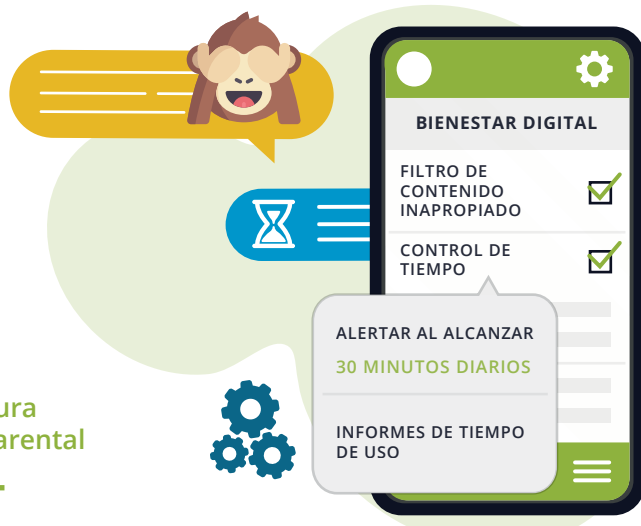 BIENESTAR DIGITAL
FILTRO DE
CONTENIDO
INAPROPIADO
CONTROL DE
TIEMPO
ALERTAR AL ALCANZAR
30 MINUTOS DIARIOS
INFORMES DE TIEMPO
DE USO